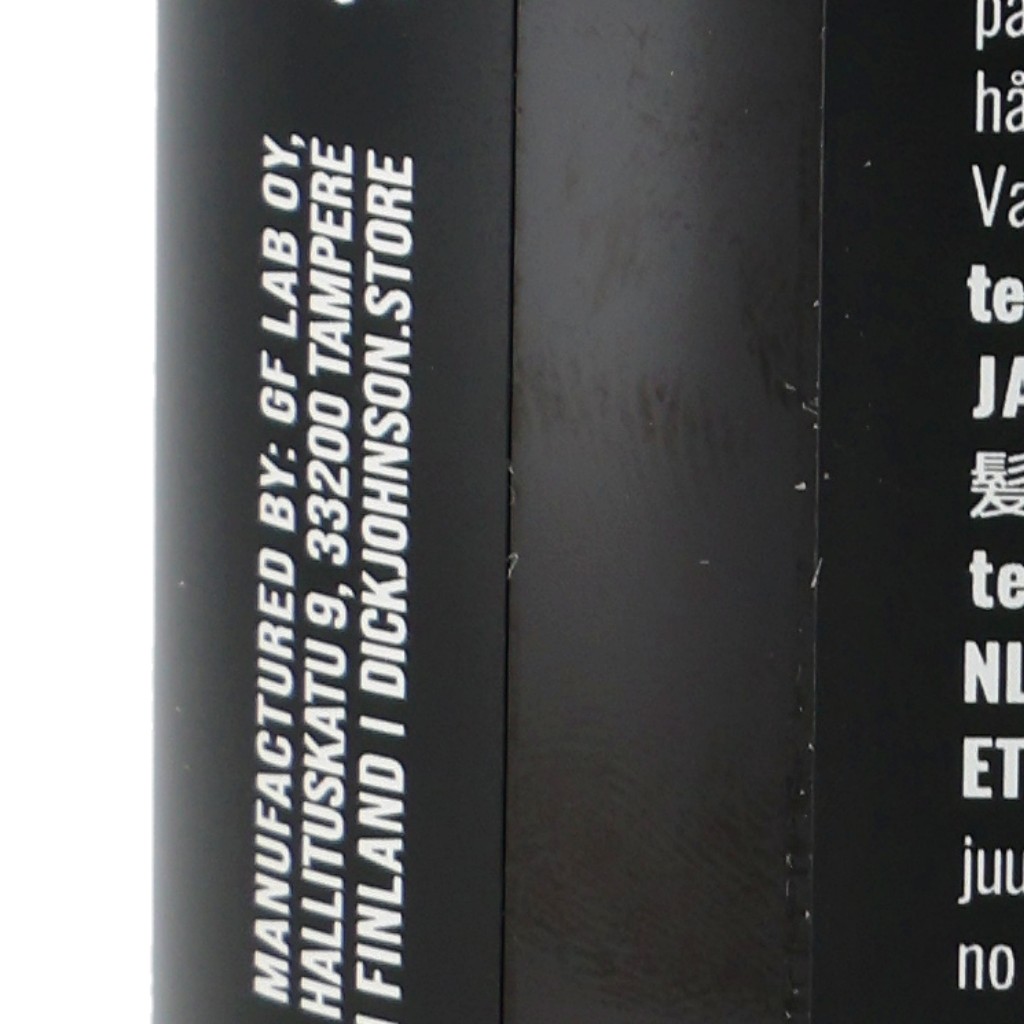 MANUFACTURED BY: GF LAB OY,
HALLITUSKATU 9, 33200 TAMPERE
FINLAND I DICKJOHNSON.STORE
på
hå
Va
te
JA
髪
te
NL
ET
juu
no